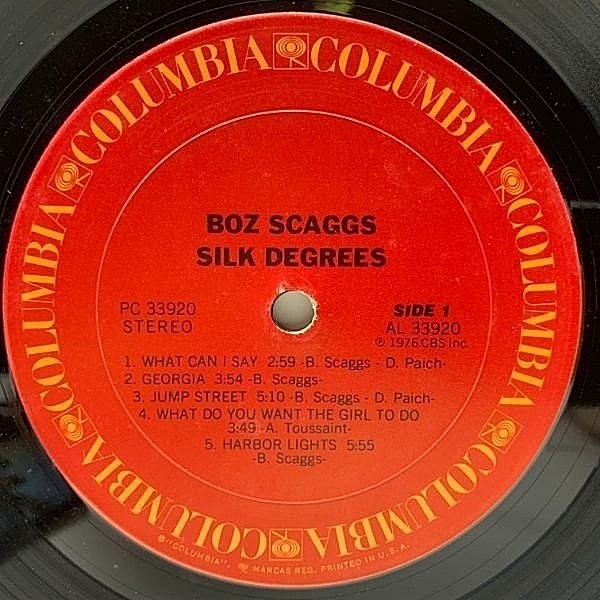 COLUMBIA COLUMBIA COLUMBIA COLUMBIA COLUMBIA COLUMBIA
BOZ SCAGGS
SILK DEGREES
PC 33920
STEREO
SIDE 1
AL 33920
℗ 1976 CBS Inc.
1. WHAT CAN I SAY 2:59 -B. Scaggs - D. Paich-
2. GEORGIA 3:54 -B. Scaggs-
3. JUMP STREET 5:10 -B. Scaggs - D. Paich-
4. WHAT DO YOU WANT THE GIRL TO DO
3:49 -A. Toussaint-
5. HARBOR LIGHTS 5:55
-B. Scaggs-
®"COLUMBIA", MARCAS REG. PRINTED IN U.S.A.